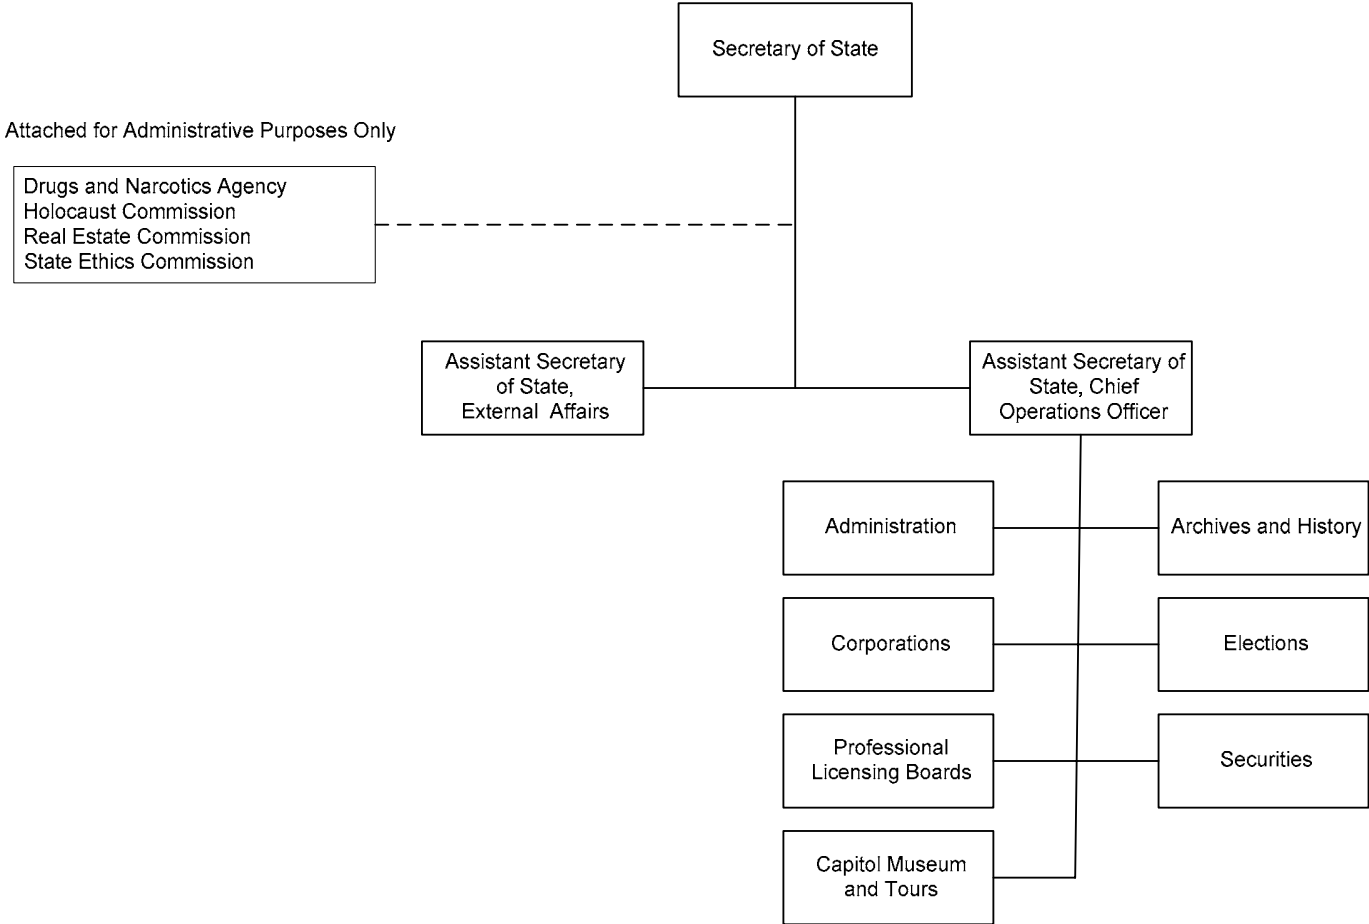 Secretary of State
Attached for Administrative Purposes Only
Drugs and Narcotics Agency
Holocaust Commission
Real Estate Commission
State Ethics Commission
Assistant Secretary
of State,
External Affairs
Assistant Secretary of
State, Chief
Operations Officer
Administration
Archives and History
Corporations
Elections
Professional
Licensing Boards
Securities
Capitol Museum
and Tours